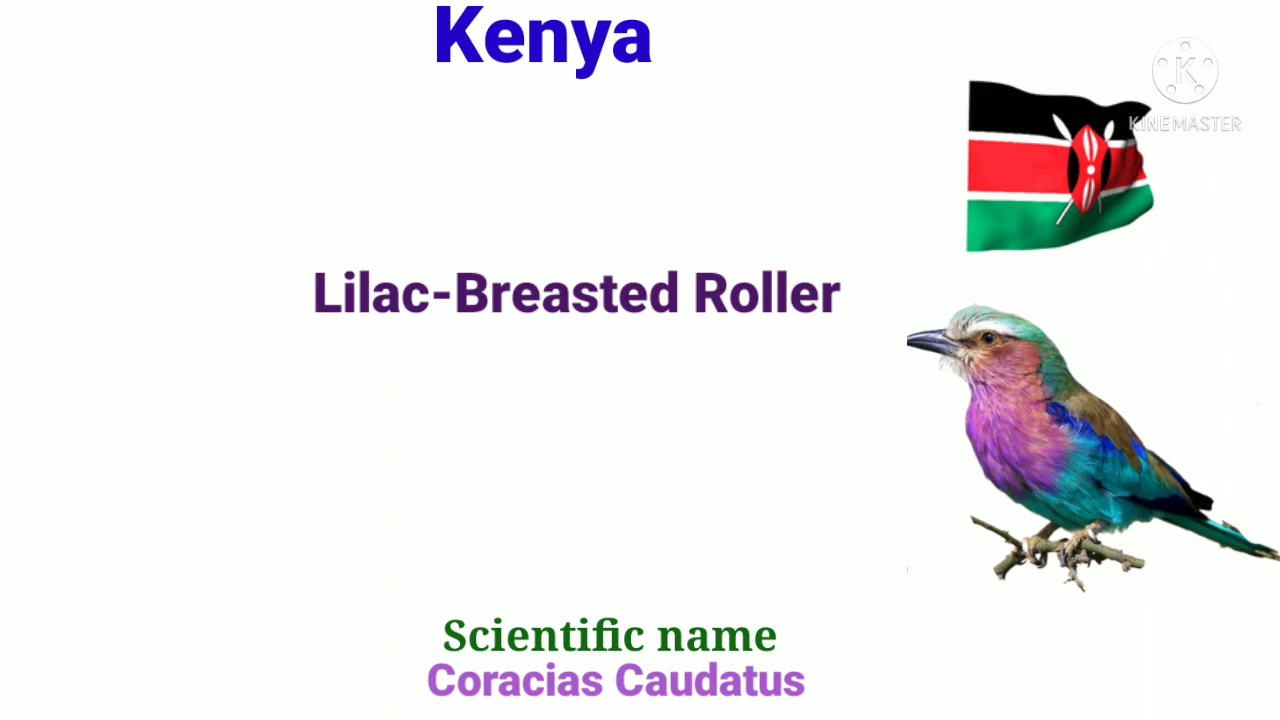 Kenya
K
KINEMASTER
Lilac-Breasted Roller
Scientific name
Coracias Caudatus